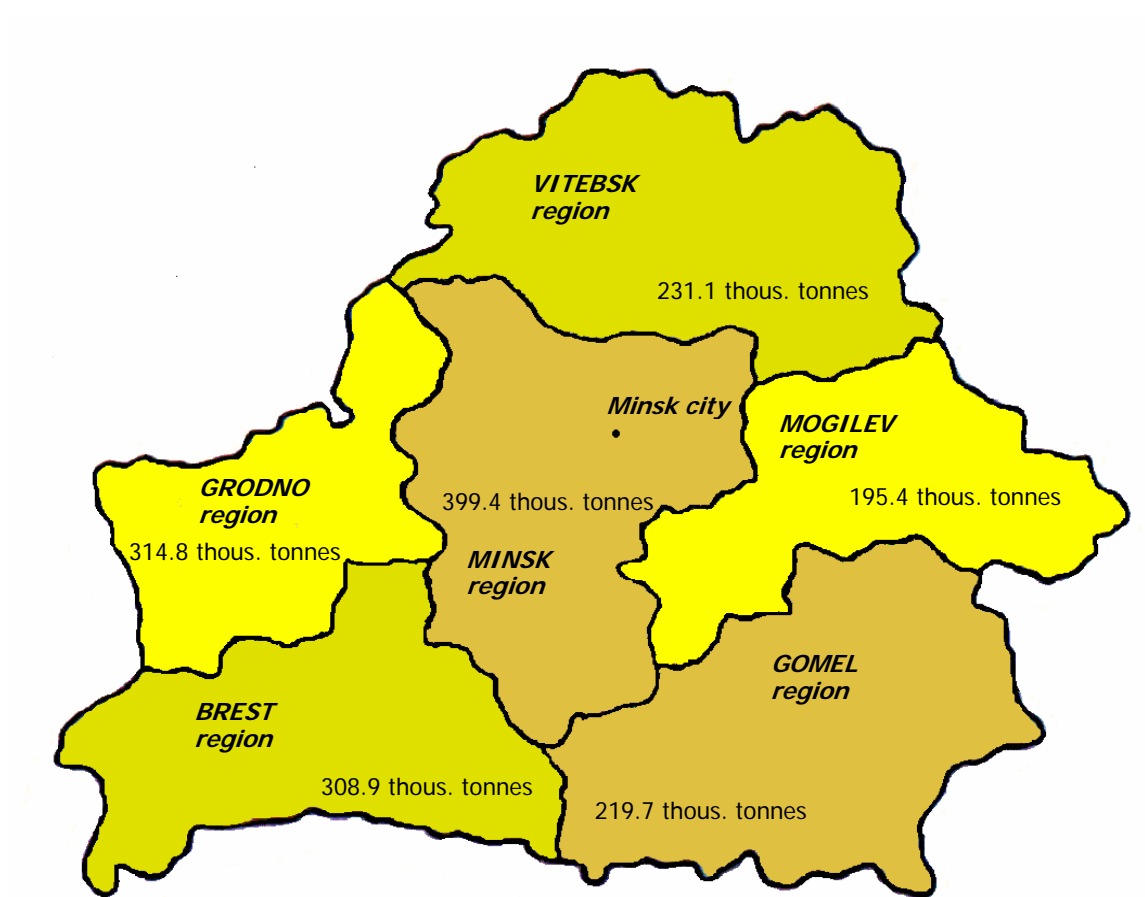 VITEBSK
region
231.1 thous. tonnes
Minsk city
MOGILEV
region
195.4 thous. tonnes
GRODNO
region
314.8 thous. tonnes
399.4 thous. tonnes
MINSK
region
GOMEL
region
219.7 thous. tonnes
BREST
region
308.9 thous. tonnes